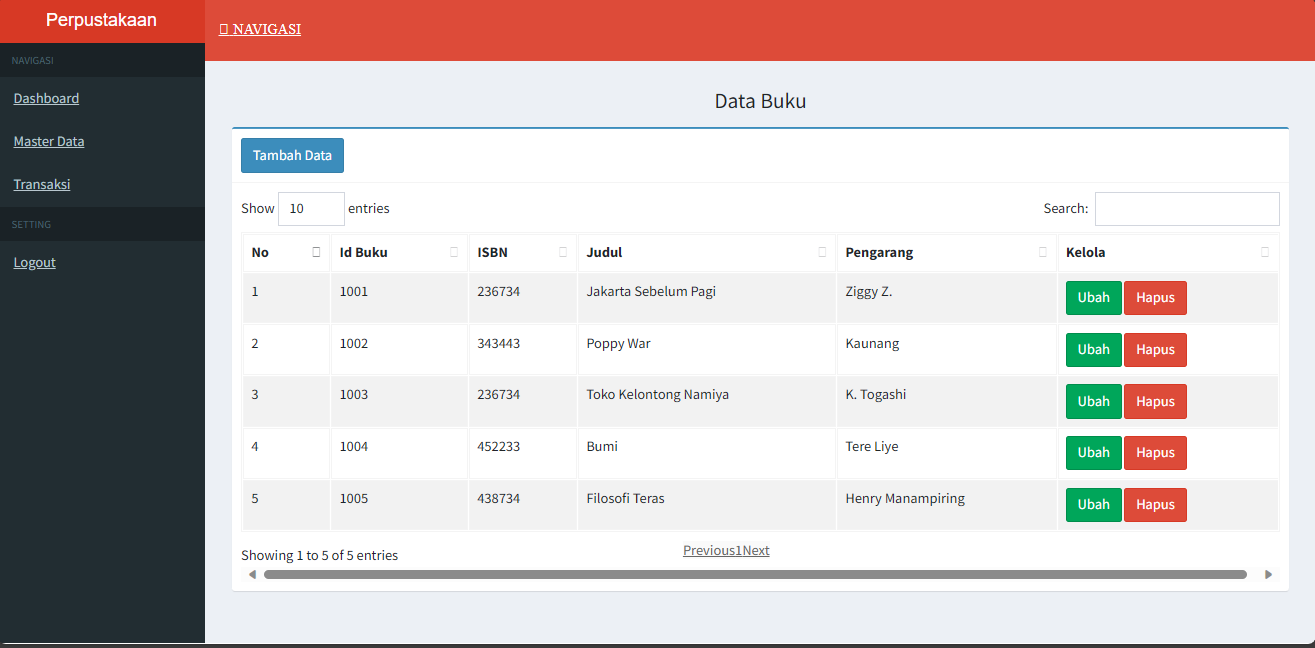 Perpustakaan
NAVIGASI
NAVIGASI
Dashboard
Master Data
Transaksi
SETTING
Logout
Data Buku
Tambah Data
Show 10 entries Search:
No Id Buku ISBN Judul Pengarang Kelola
1 1001 236734 Jakarta Sebelum Pagi Ziggy Z. Ubah Hapus
2 1002 343443 Poppy War Kaunang Ubah Hapus
3 1003 236734 Toko Kelontong Namiya K. Togashi Ubah Hapus
4 1004 452233 Bumi Tere Liye Ubah Hapus
5 1005 438734 Filosofi Teras Henry Manampiring Ubah Hapus
Showing 1 to 5 of 5 entries Previous1Next